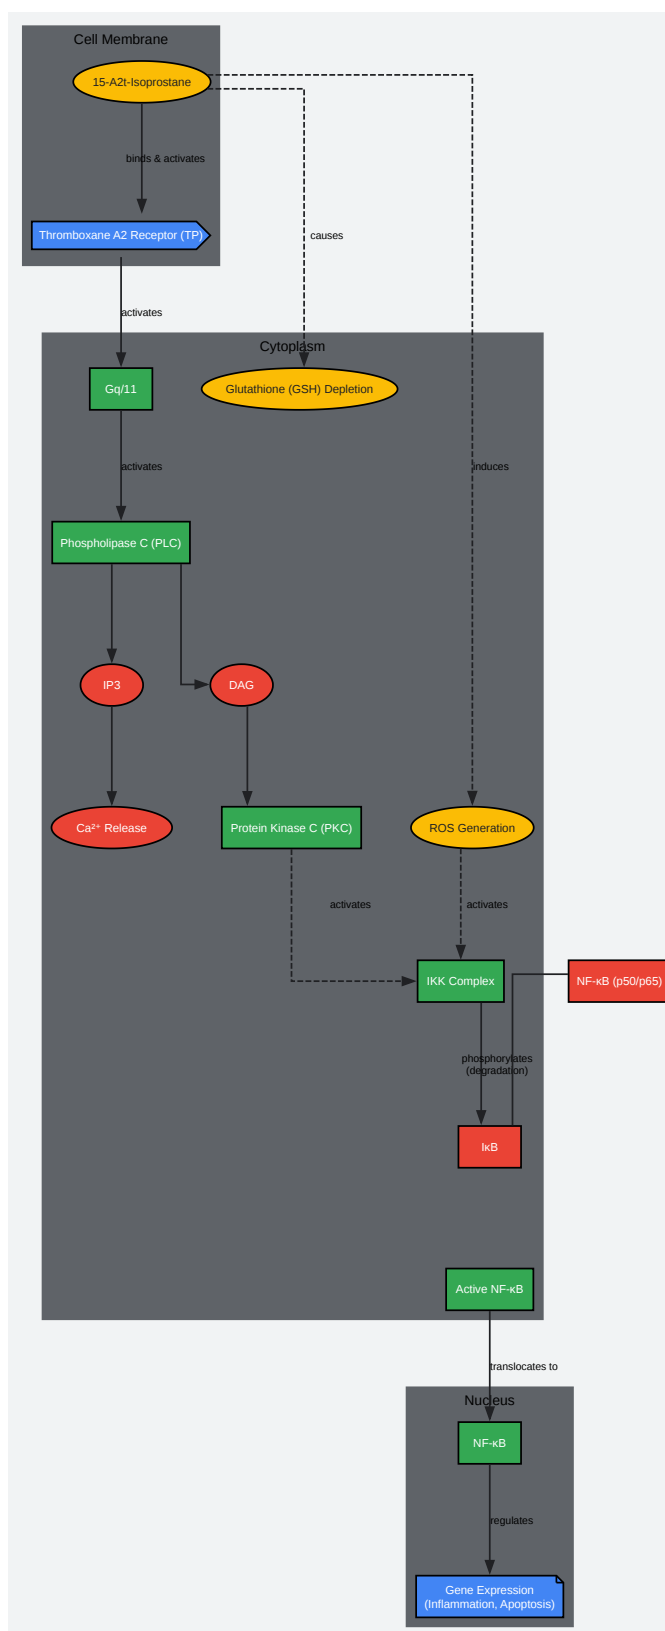 Cell Membrane
15-A2t-Isoprostane
binds & activates
Thromboxane A2 Receptor (TP)
causes
activates
Cytoplasm
Gq/11
Glutathione (GSH) Depletion
activates
induces
Phospholipase C (PLC)
IP3
DAG
Ca²⁺ Release
Protein Kinase C (PKC)
ROS Generation
activates
activates
IKK Complex
NF-κB (p50/p65)
phosphorylates
(degradation)
IκB
Active NF-κB
translocates to
Nucleus
NF-κB
regulates
Gene Expression
(Inflammation, Apoptosis)